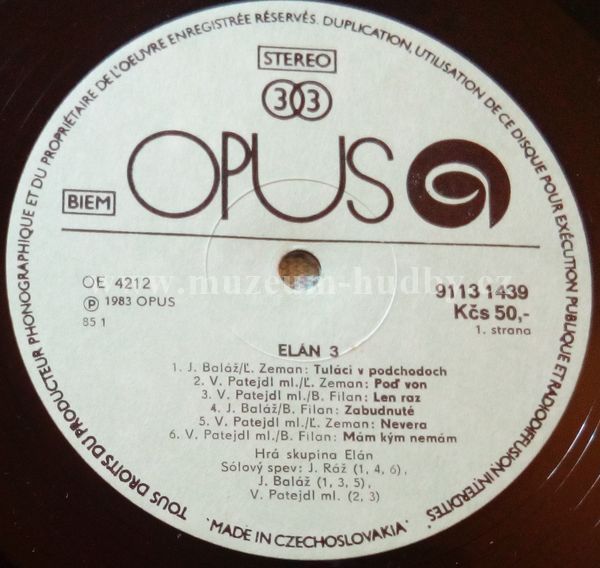 TOUS DROITS DU PRODUCTEUR PHONOGRAPHIQUE ET DU PROPRIÉTAIRE DE L'OEUVRE ENREGISTRÉE RÉSERVÉS. DUPLICATION, UTILISATION DE CE DISQUE POUR EXÉCUTION PUBLIQUE ET RADIODIFFUSION INTERDITES
STEREO
33
OPUS
BIEM
www.muzeum-hudby.cz
OE 4212
℗ 1983 OPUS
85 1
9113 1439
Kčs 50,-
1. strana
ELÁN 3
1. J. Baláž/Ľ. Zeman: Tuláci v podchodoch
2. V. Patejdl ml./Ľ. Zeman: Poď von
3. V. Patejdl ml./B. Filan: Len raz
4. J. Baláž/B. Filan: Zabudnuté
5. V. Patejdl ml./Ľ. Zeman: Nevera
6. V. Patejdl ml./B. Filan: Mám kým nemám
Hrá skupina Elán
Sólový spev: J. Ráž (1, 4, 6),
J. Baláž (1, 3, 5),
V. Patejdl ml. (2, 3)
"MADE IN CZECHOSLOVAKIA"